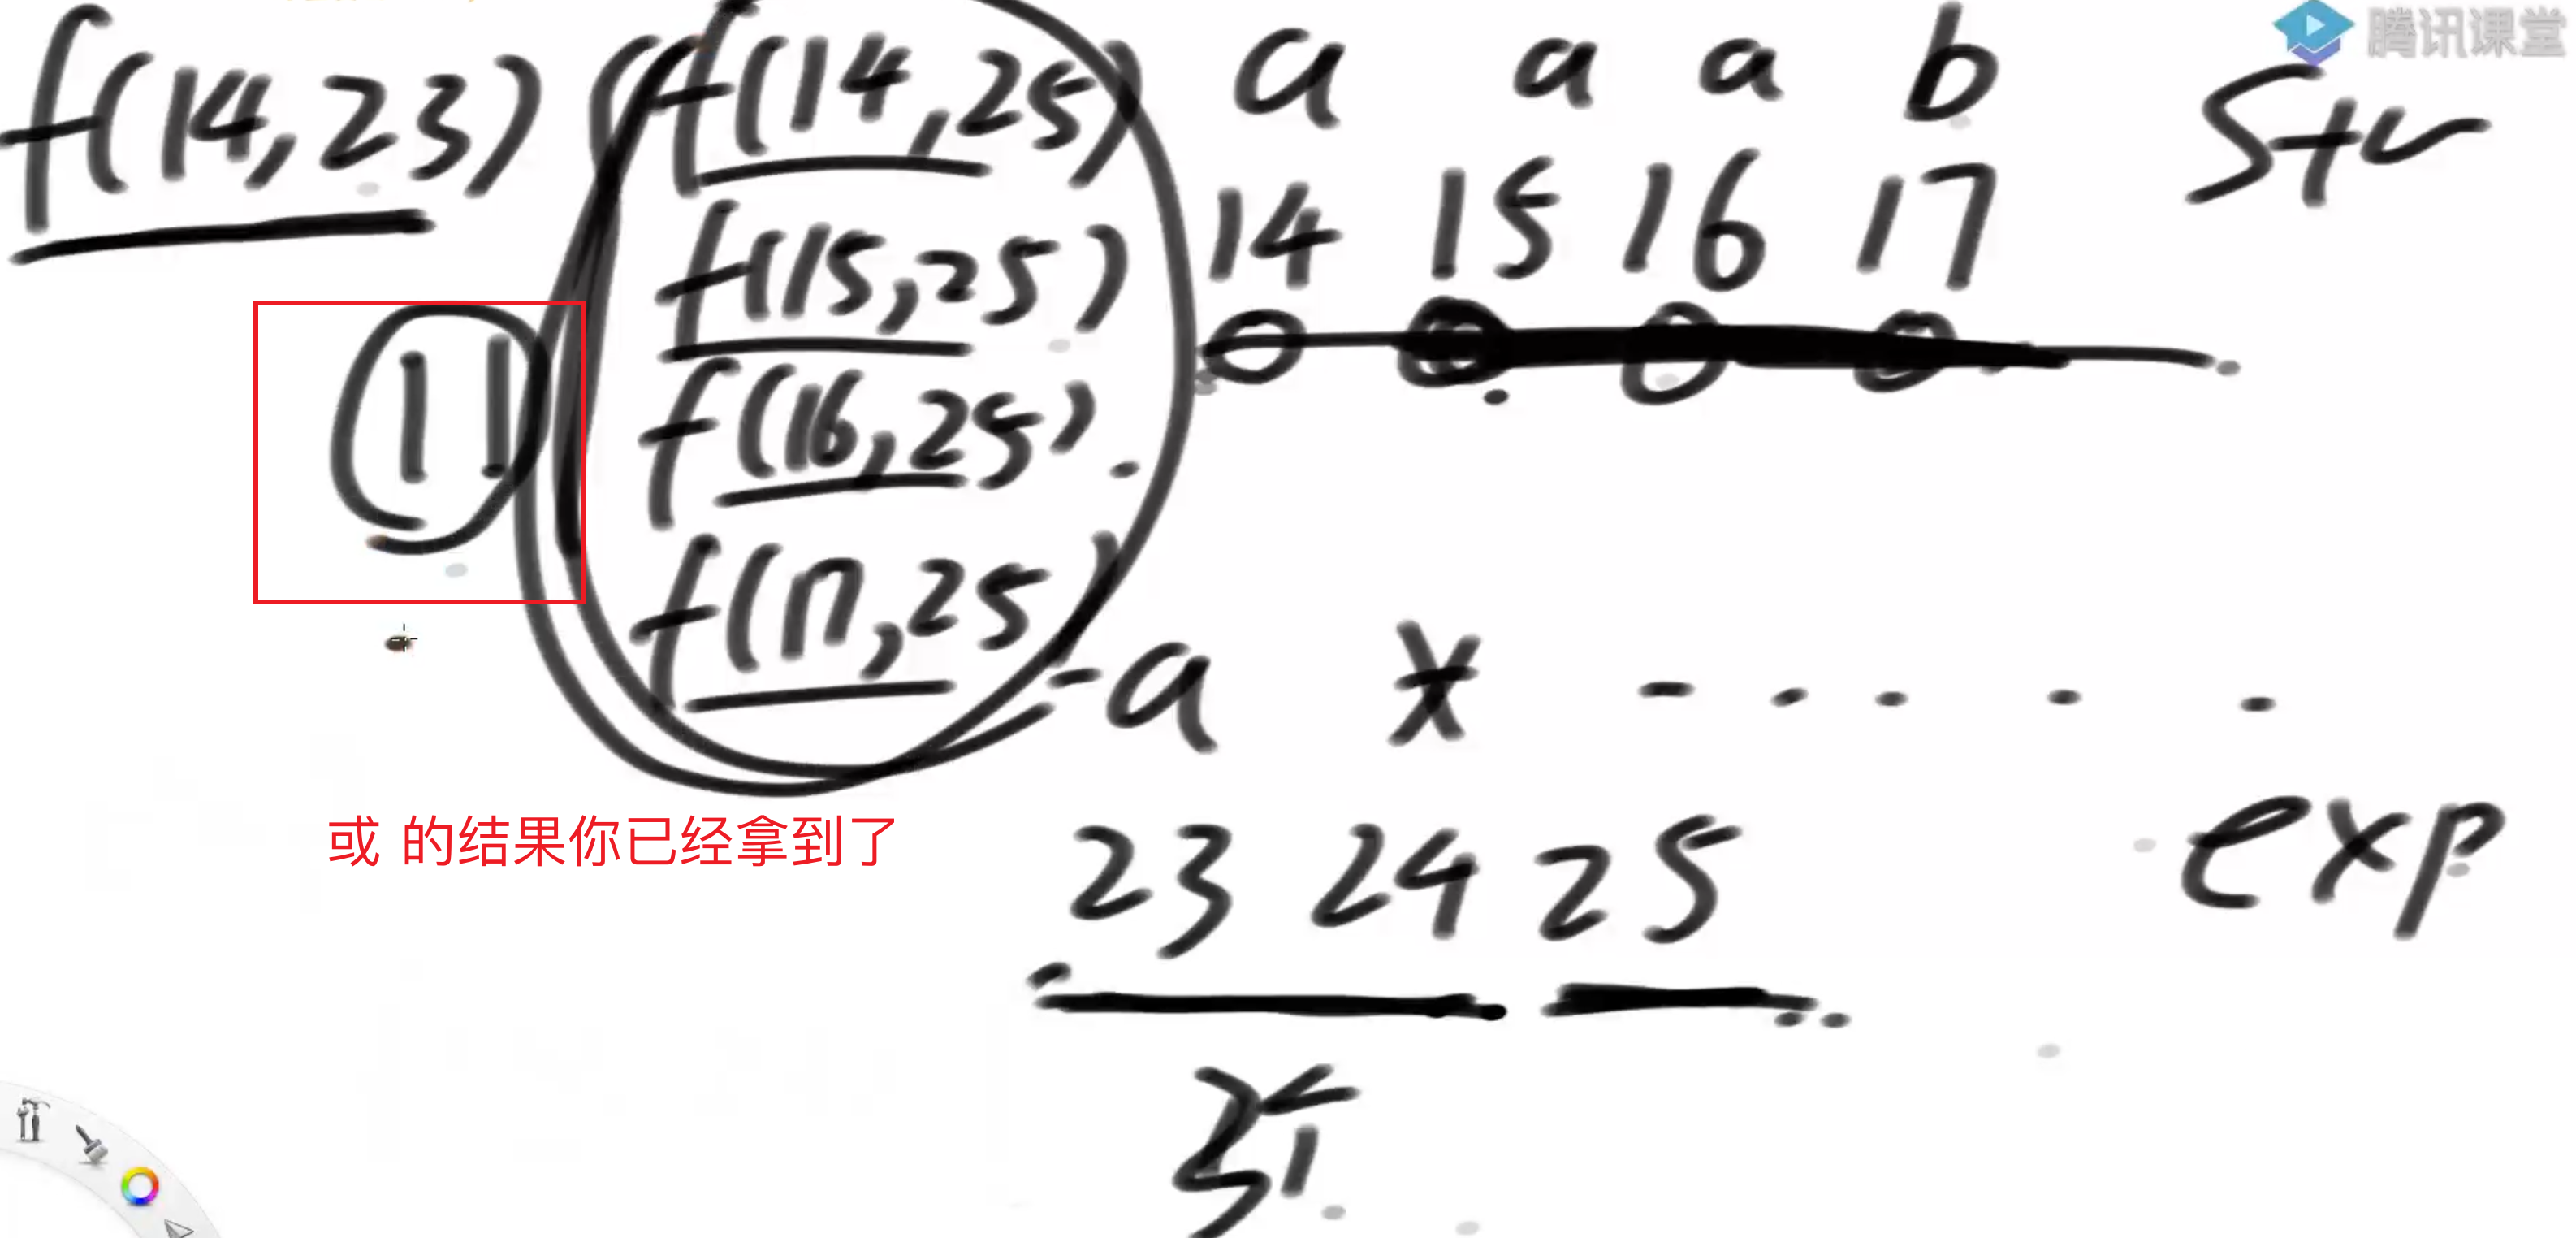 腾讯课堂
f(14,23)
f(14,25)
f(15,25)
f(16,25)
f(17,25)
||
a a a b str
14 15 16 17
a * - . . . .
23 24 25 exp
或 的结果你已经拿到了